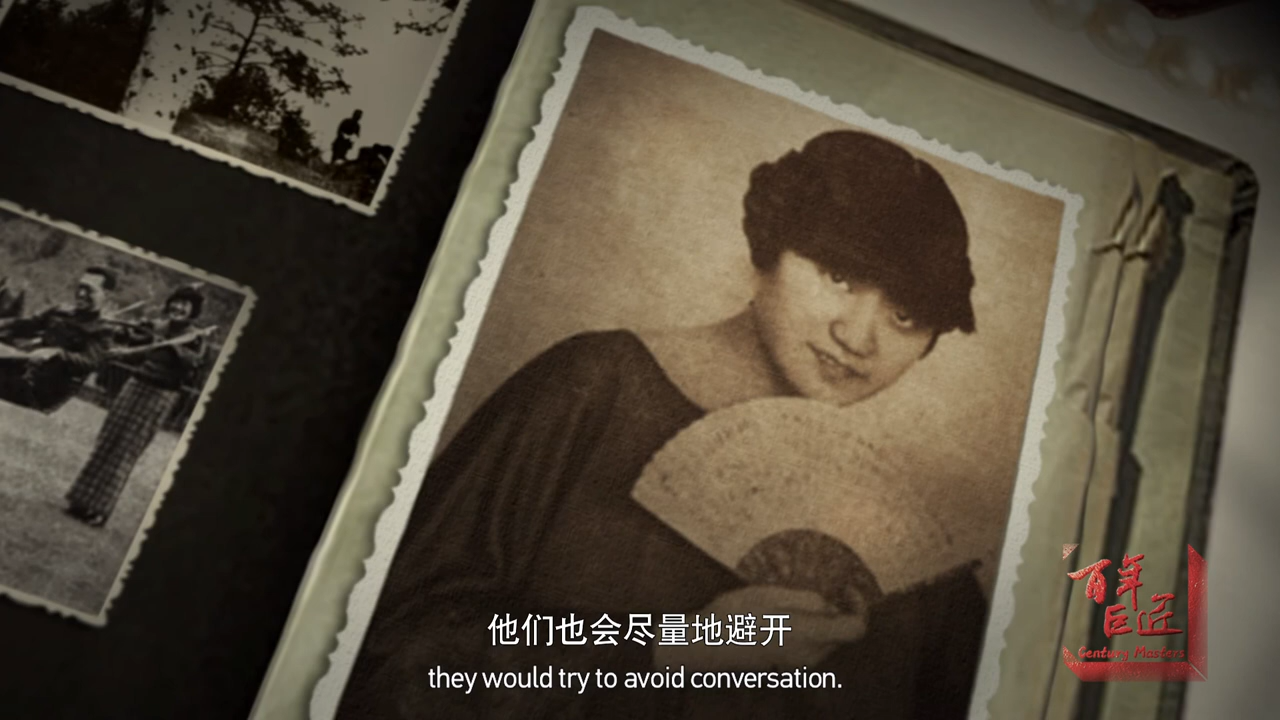 他们也会尽量地避开
they would try to avoid conversation.
百年
巨匠
Century Masters